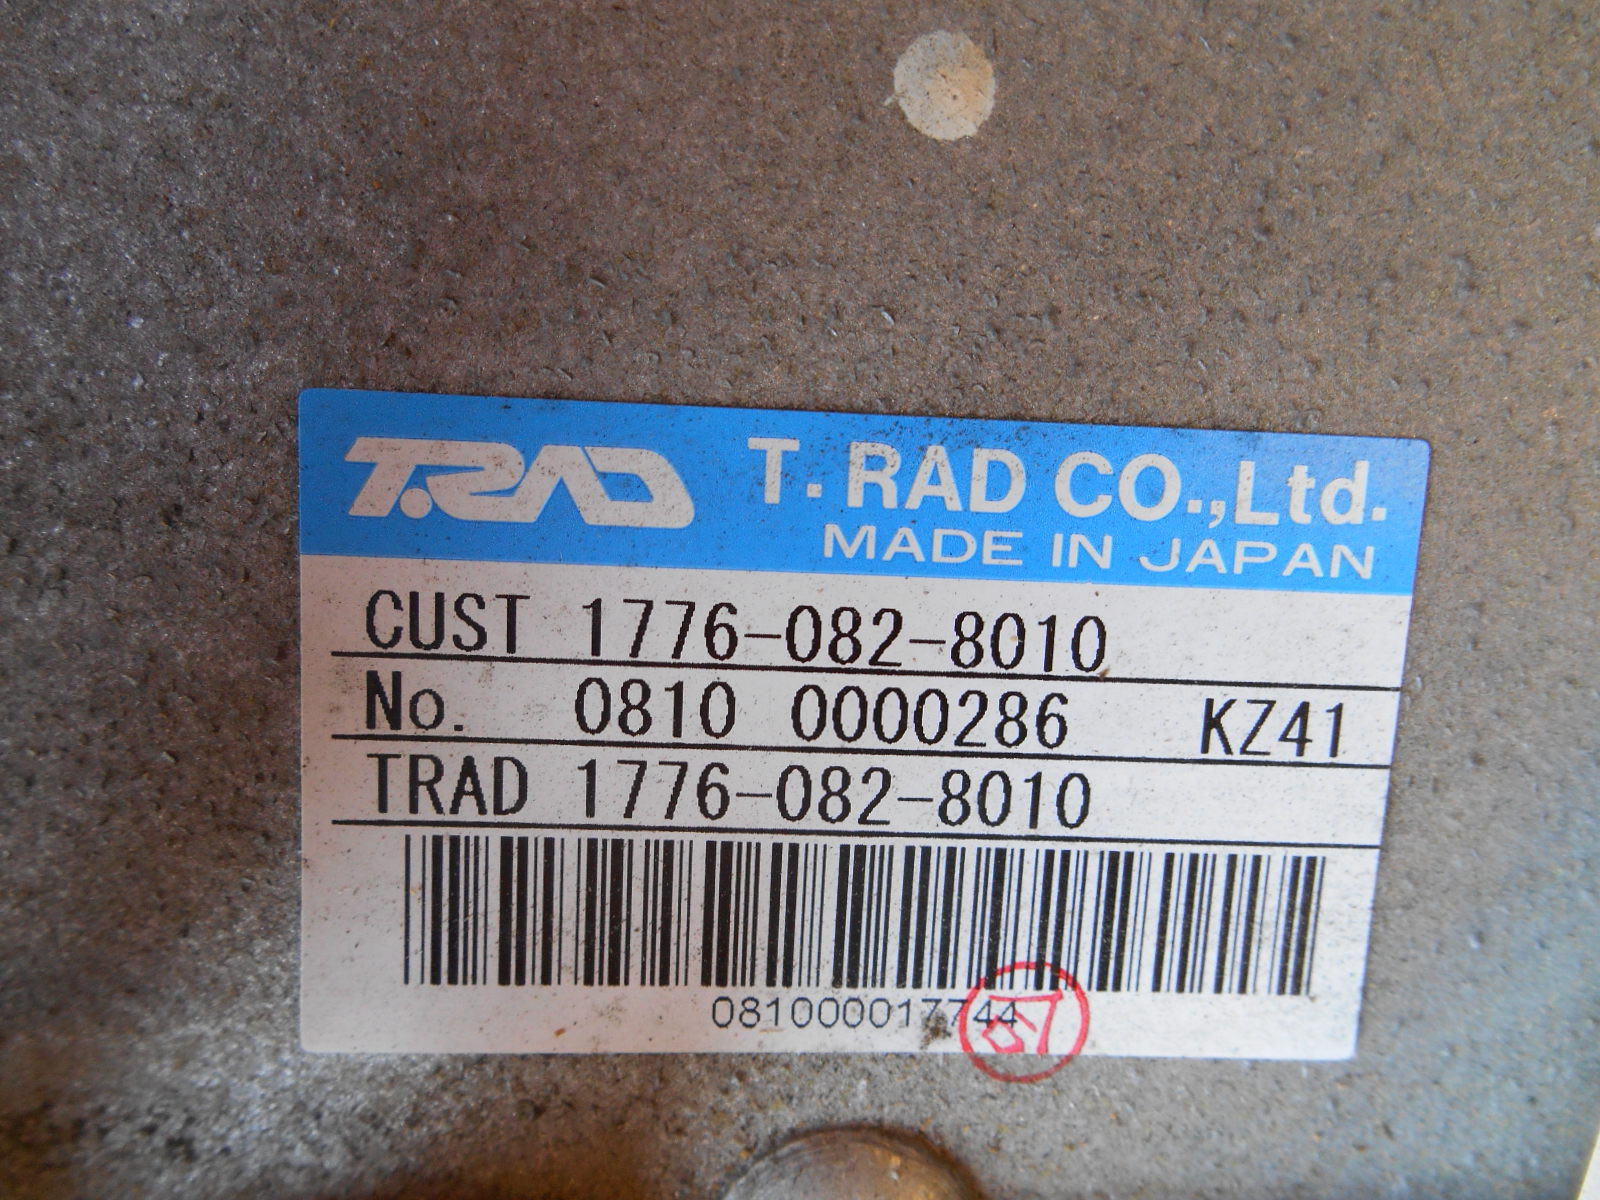 T.RAD T. RAD CO.,Ltd.
MADE IN JAPAN
CUST 1776-082-8010
No. 0810 0000286 KZ41
TRAD 1776-082-8010
081000017744